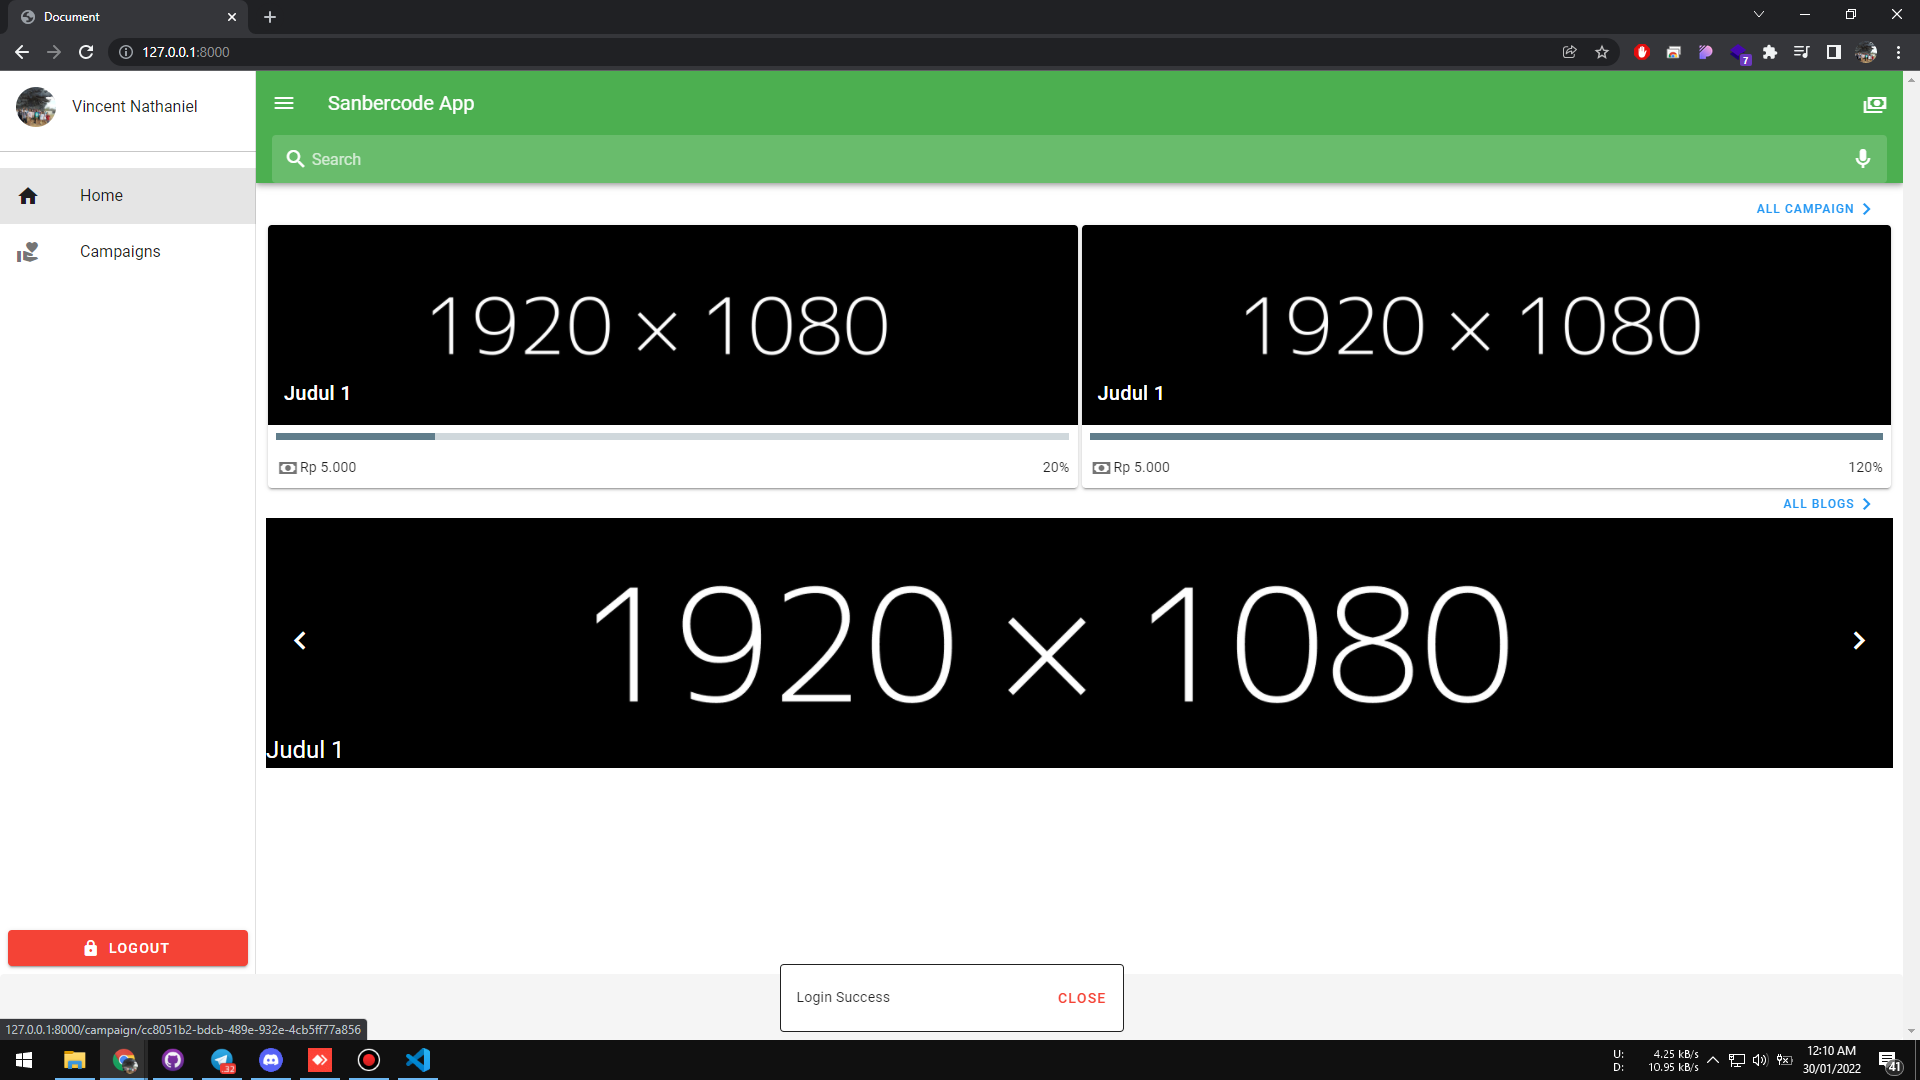 Document
127.0.0.1:8000
7
Vincent Nathaniel
Sanbercode App
Search
Home
Campaigns
ALL CAMPAIGN
1920 × 1080
Judul 1
1920 × 1080
Judul 1
Rp 5.000
20%
Rp 5.000
120%
ALL BLOGS
1920 × 1080
Judul 1
LOGOUT
Login Success
CLOSE
127.0.0.1:8000/campaign/cc8051b2-bdcb-489e-932e-4cb5ff77a856
32
U: 4.25 kB/s
D: 10.95 kB/s
12:10 AM
30/01/2022
41